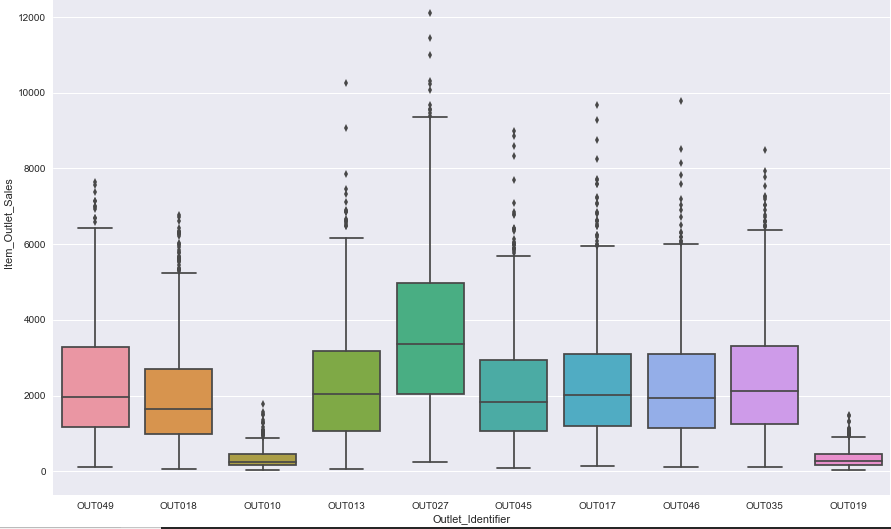 12000
10000
8000
6000
4000
2000
0
Item_Outlet_Sales
OUT049 OUT018 OUT010 OUT013 OUT027 OUT045 OUT017 OUT046 OUT035 OUT019
Outlet_Identifier